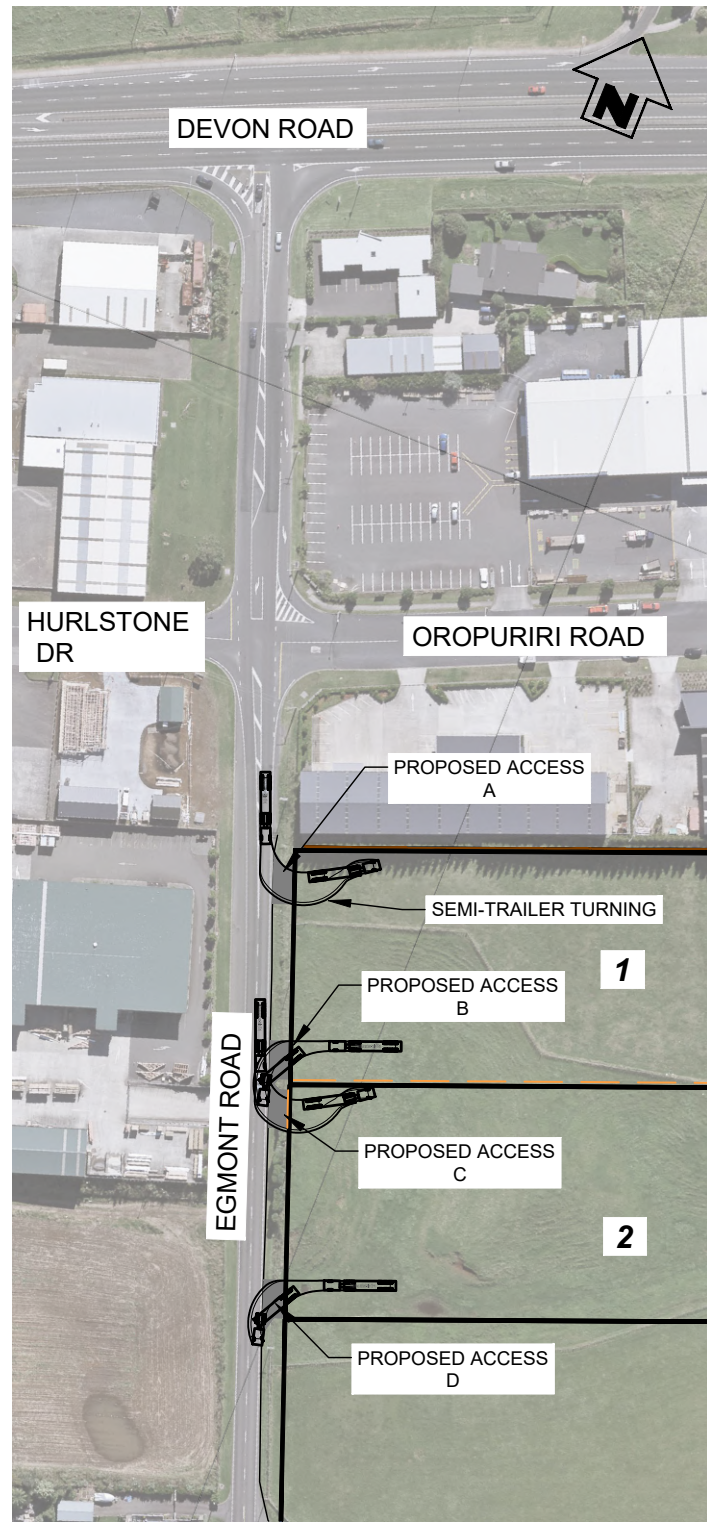 N
DEVON ROAD
HURLSTONE
DR
OROPURIRI ROAD
PROPOSED ACCESS
A
SEMI-TRAILER TURNING
1
PROPOSED ACCESS
B
EGMONT ROAD
PROPOSED ACCESS
C
2
PROPOSED ACCESS
D